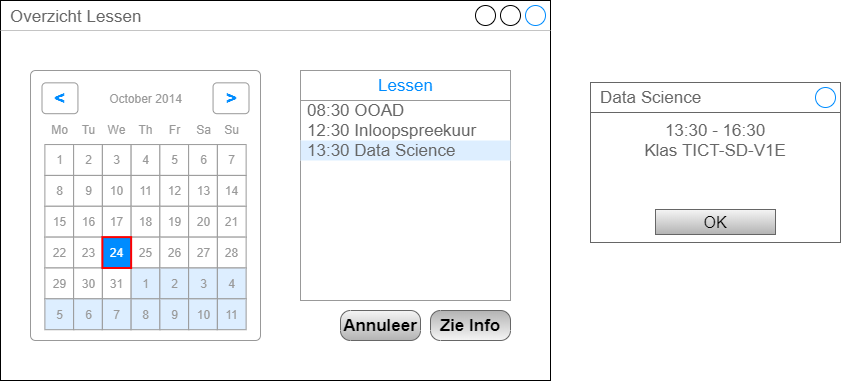 Overzicht Lessen
< October 2014 >
Mo Tu We Th Fr Sa Su
1 2 3 4 5 6 7
8 9 10 11 12 13 14
15 16 17 18 19 20 21
22 23 24 25 26 27 28
29 30 31 1 2 3 4
5 6 7 8 9 10 11
Lessen
08:30 OOAD
12:30 Inloopspreekuur
13:30 Data Science
Annuleer Zie Info
Data Science
13:30 - 16:30
Klas TICT-SD-V1E
OK